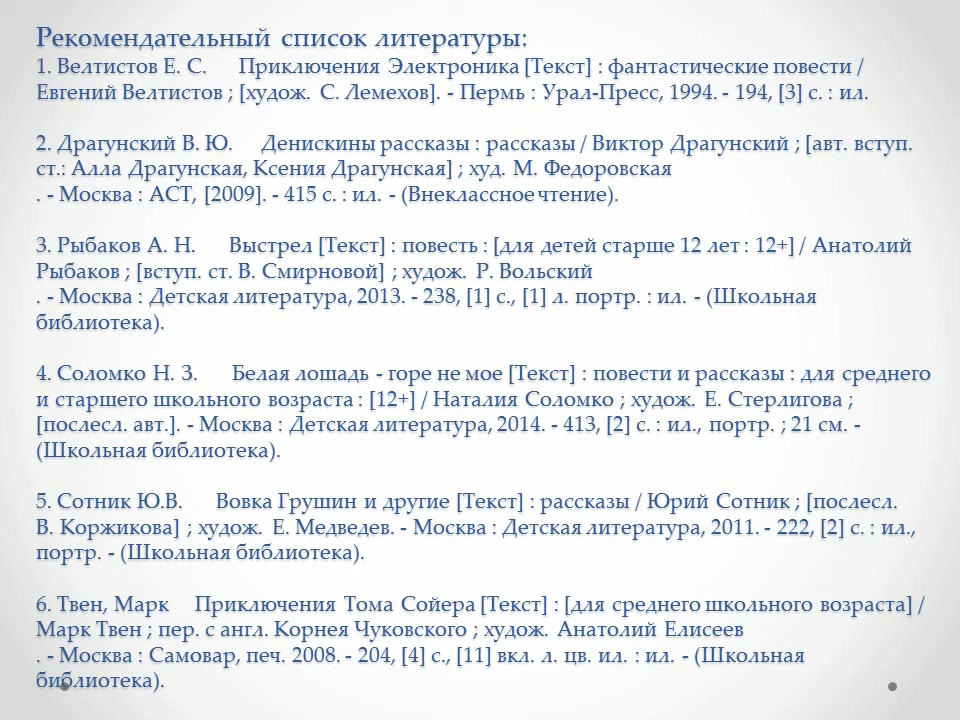 Рекомендательный список литературы:
1. Велтистов Е. С. Приключения Электроника [Текст] : фантастические повести /
Евгений Велтистов ; [худож. С. Лемехов]. - Пермь : Урал-Пресс, 1994. - 194, [3] с. : ил.
2. Драгунский В. Ю. Денискины рассказы : рассказы / Виктор Драгунский ; [авт. вступ.
ст.: Алла Драгунская, Ксения Драгунская] ; худ. М. Федоровская
. - Москва : АСТ, [2009]. - 415 с. : ил. - (Внеклассное чтение).
3. Рыбаков А. Н. Выстрел [Текст] : повесть : [для детей старше 12 лет : 12+] / Анатолий
Рыбаков ; [вступ. ст. В. Смирновой] ; худож. Р. Вольский
. - Москва : Детская литература, 2013. - 238, [1] с., [1] л. портр. : ил. - (Школьная
библиотека).
4. Соломко Н. З. Белая лошадь - горе не мое [Текст] : повести и рассказы : для среднего
и старшего школьного возраста : [12+] / Наталия Соломко ; худож. Е. Стерлигова ;
[послесл. авт.]. - Москва : Детская литература, 2014. - 413, [2] с. : ил., портр. ; 21 см. -
(Школьная библиотека).
5. Сотник Ю.В. Вовка Грушин и другие [Текст] : рассказы / Юрий Сотник ; [послесл.
В. Коржикова] ; худож. Е. Медведев. - Москва : Детская литература, 2011. - 222, [2] с. : ил.,
портр. - (Школьная библиотека).
6. Твен, Марк Приключения Тома Сойера [Текст] : [для среднего школьного возраста] /
Марк Твен ; пер. с англ. Корнея Чуковского ; худож. Анатолий Елисеев
. - Москва : Самовар, печ. 2008. - 204, [4] с., [11] вкл. л. цв. ил. : ил. - (Школьная
библиотека).